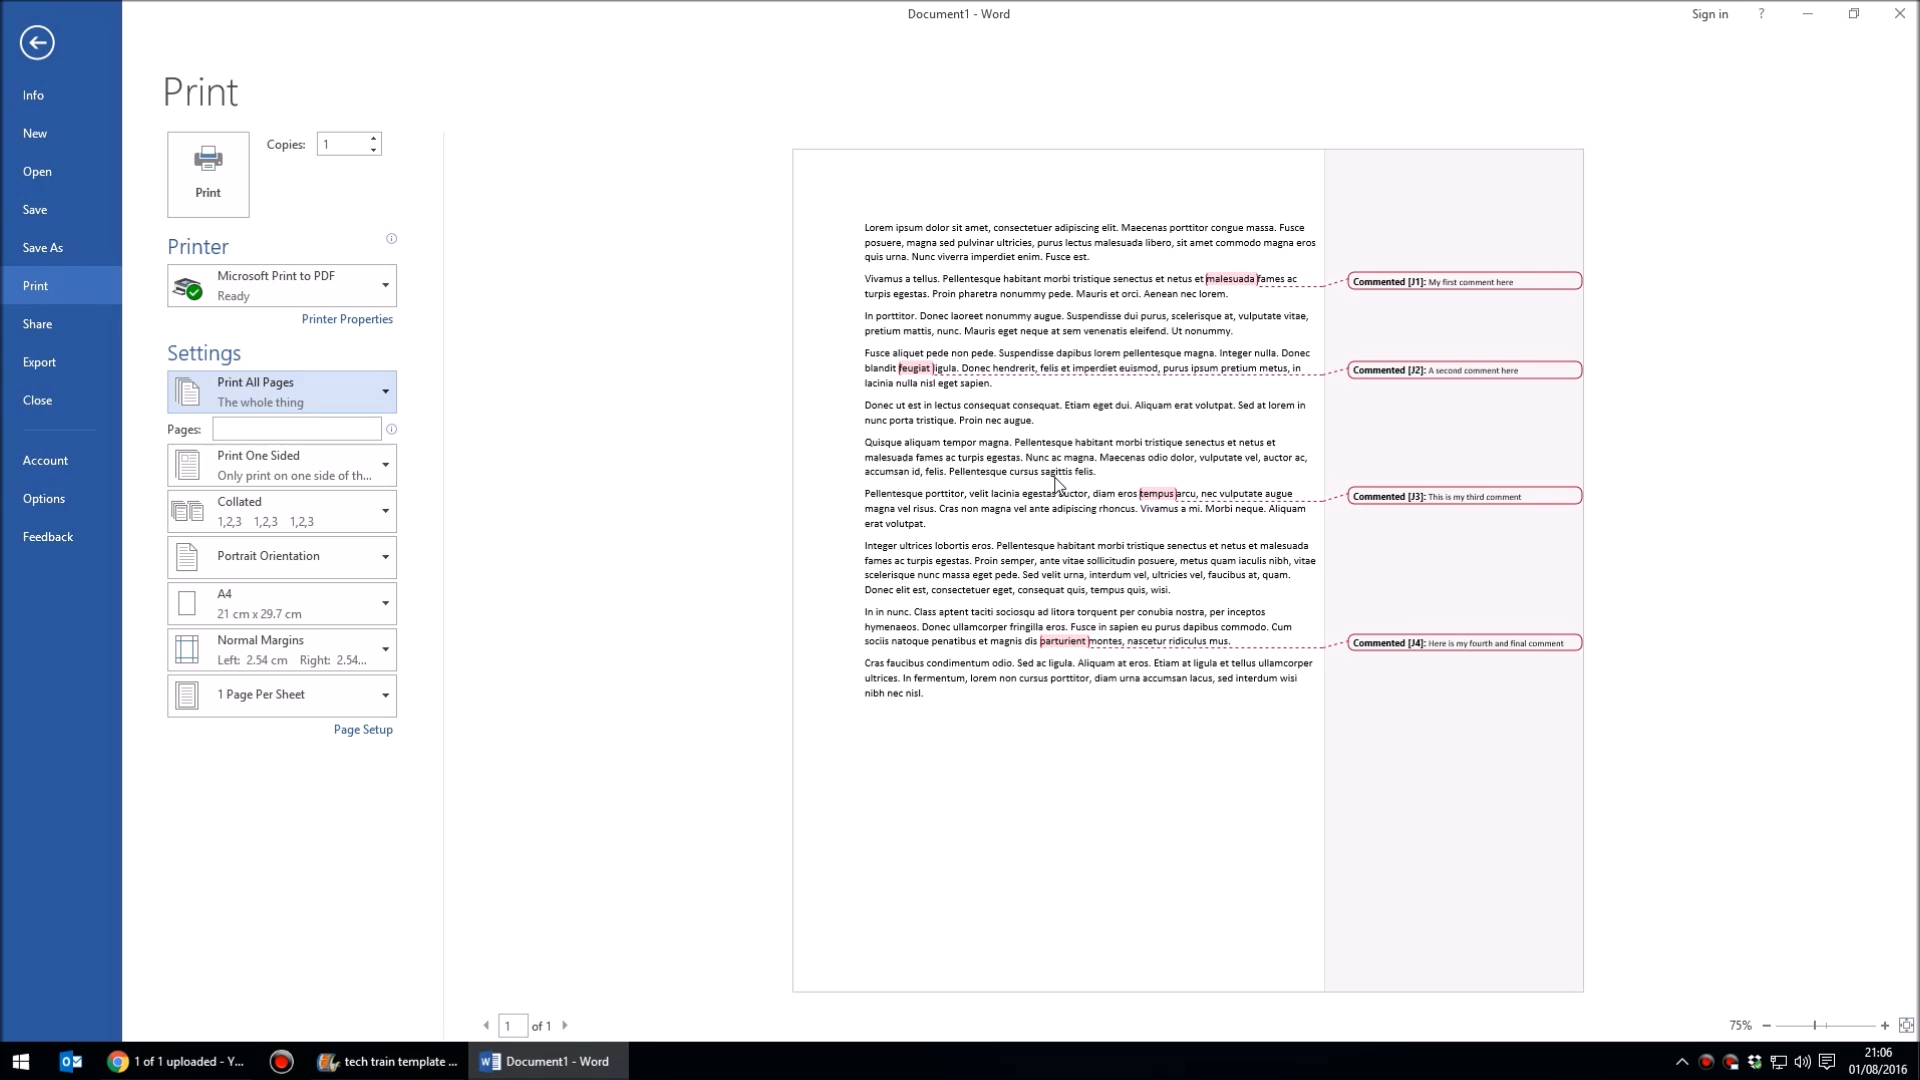 Document1 - Word
Sign in
?
Print
Info
New
Open
Save
Save As
Print
Share
Export
Close
Account
Options
Feedback
Print
Copies: 1
Printer
Microsoft Print to PDF
Ready
Printer Properties
Settings
Print All Pages
The whole thing
Pages:
Print One Sided
Only print on one side of th...
Collated
1,2,3 1,2,3 1,2,3
Portrait Orientation
A4
21 cm x 29.7 cm
Normal Margins
Left: 2.54 cm Right: 2.54...
1 Page Per Sheet
Page Setup
Lorem ipsum dolor sit amet, consectetuer adipiscing elit. Maecenas porttitor congue massa. Fusce
posuere, magna sed pulvinar ultricies, purus lectus malesuada libero, sit amet commodo magna eros
quis urna. Nunc viverra imperdiet enim. Fusce est.
Vivamus a tellus. Pellentesque habitant morbi tristique senectus et netus et malesuada fames ac
turpis egestas. Proin pharetra nonummy pede. Mauris et orci. Aenean nec lorem.
In porttitor. Donec laoreet nonummy augue. Suspendisse dui purus, scelerisque at, vulputate vitae,
pretium mattis, nunc. Mauris eget neque at sem venenatis eleifend. Ut nonummy.
Fusce aliquet pede non pede. Suspendisse dapibus lorem pellentesque magna. Integer nulla. Donec
blandit feugiat ligula. Donec hendrerit, felis et imperdiet euismod, purus ipsum pretium metus, in
lacinia nulla nisl eget sapien.
Donec ut est in lectus consequat consequat. Etiam eget dui. Aliquam erat volutpat. Sed at lorem in
nunc porta tristique. Proin nec augue.
Quisque aliquam tempor magna. Pellentesque habitant morbi tristique senectus et netus et
malesuada fames ac turpis egestas. Nunc ac magna. Maecenas odio dolor, vulputate vel, auctor ac,
accumsan id, felis. Pellentesque cursus sagittis felis.
Pellentesque porttitor, velit lacinia egestas auctor, diam eros tempus arcu, nec vulputate augue
magna vel risus. Cras non magna vel ante adipiscing rhoncus. Vivamus a mi. Morbi neque. Aliquam
erat volutpat.
Integer ultrices lobortis eros. Pellentesque habitant morbi tristique senectus et netus et malesuada
fames ac turpis egestas. Proin semper, ante vitae sollicitudin posuere, metus quam iaculis nibh, vitae
scelerisque nunc massa eget pede. Sed velit urna, interdum vel, ultricies vel, faucibus at, quam.
Donec elit est, consectetuer eget, consequat quis, tempus quis, wisi.
In in nunc. Class aptent taciti sociosqu ad litora torquent per conubia nostra, per inceptos
hymenaeos. Donec ullamcorper fringilla eros. Fusce in sapien eu purus dapibus commodo. Cum
sociis natoque penatibus et magnis dis parturient montes, nascetur ridiculus mus.
Cras faucibus condimentum odio. Sed ac ligula. Aliquam at eros. Etiam at ligula et tellus ullamcorper
ultrices. In fermentum, lorem non cursus porttitor, diam urna accumsan lacus, sed interdum wisi
nibh nec nisl.
Commented [J1]: My first comment here
Commented [J2]: A second comment here
Commented [J3]: This is my third comment
Commented [J4]: Here is my fourth and final comment
1 of 1
75%
1 of 1 uploaded - Y...
tech train template ...
Document1 - Word
21:06
01/08/2016